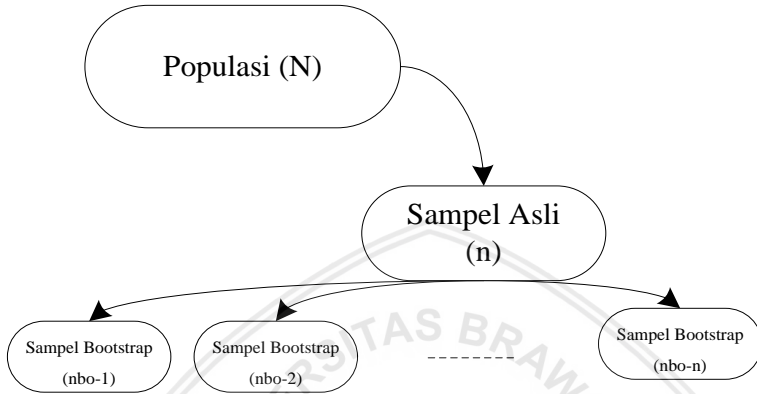 Populasi (N)
Sampel Asli
(n)
Sampel Bootstrap
(nbo-1)
Sampel Bootstrap
(nbo-2)
Sampel Bootstrap
(nbo-n)